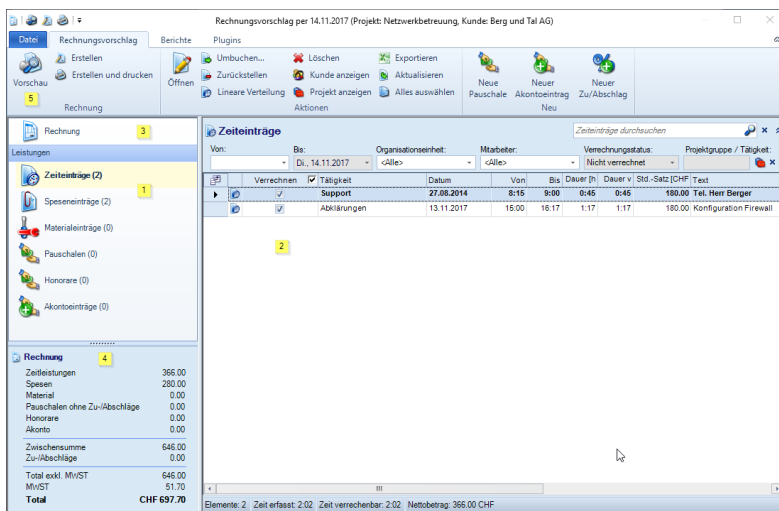 Rechnungsvorschlag per 14.11.2017 (Projekt: Netzwerkbetreuung, Kunde: Berg und Tal AG)
Datei Rechnungsvorschlag Berichte Plugins
Vorschau
5
Erstellen
Erstellen und drucken
Rechnung
Öffnen
Umbuchen...
Zurückstellen
Lineare Verteilung
Löschen
Kunde anzeigen
Projekt anzeigen
Exportieren
Aktualisieren
Alles auswählen
Aktionen
Neue Pauschale
Neuer Akontoeintrag
Neuer Zu/Abschlag
Neu
Rechnung 3
Leistungen
Zeiteinträge (2)
1
Speseneinträge (2)
Materialeinträge (0)
Pauschalen (0)
Honorare (0)
Akontoeinträge (0)
Rechnung 4
Zeitleistungen 366.00
Spesen 280.00
Material 0.00
Pauschalen ohne Zu-/Abschläge 0.00
Honorare 0.00
Akonto 0.00
Zwischensumme 646.00
Zu-/Abschläge 0.00
Total exkl. MWST 646.00
MWST 51.70
Total CHF 697.70
Zeiteinträge Zeiteinträge durchsuchen
Von: Bis: Organisationseinheit: Mitarbeiter: Verrechnungsstatus: Projektgruppe / Tätigkeit:
Di., 14.11.2017 <Alle> <Alle> Nicht verrechnet
Verrechnen Tätigkeit Datum Von Bis Dauer [h Dauer v Std.-Satz [CHF Text
Support 27.08.2014 8:15 9:00 0:45 0:45 180.00 Tel. Herr Berger
Abklärungen 13.11.2017 15:00 16:17 1:17 1:17 180.00 Konfiguration Firewall
2
Elemente: 2 Zeit erfasst: 2:02 Zeit verrechenbar: 2:02 Nettobetrag: 366.00 CHF